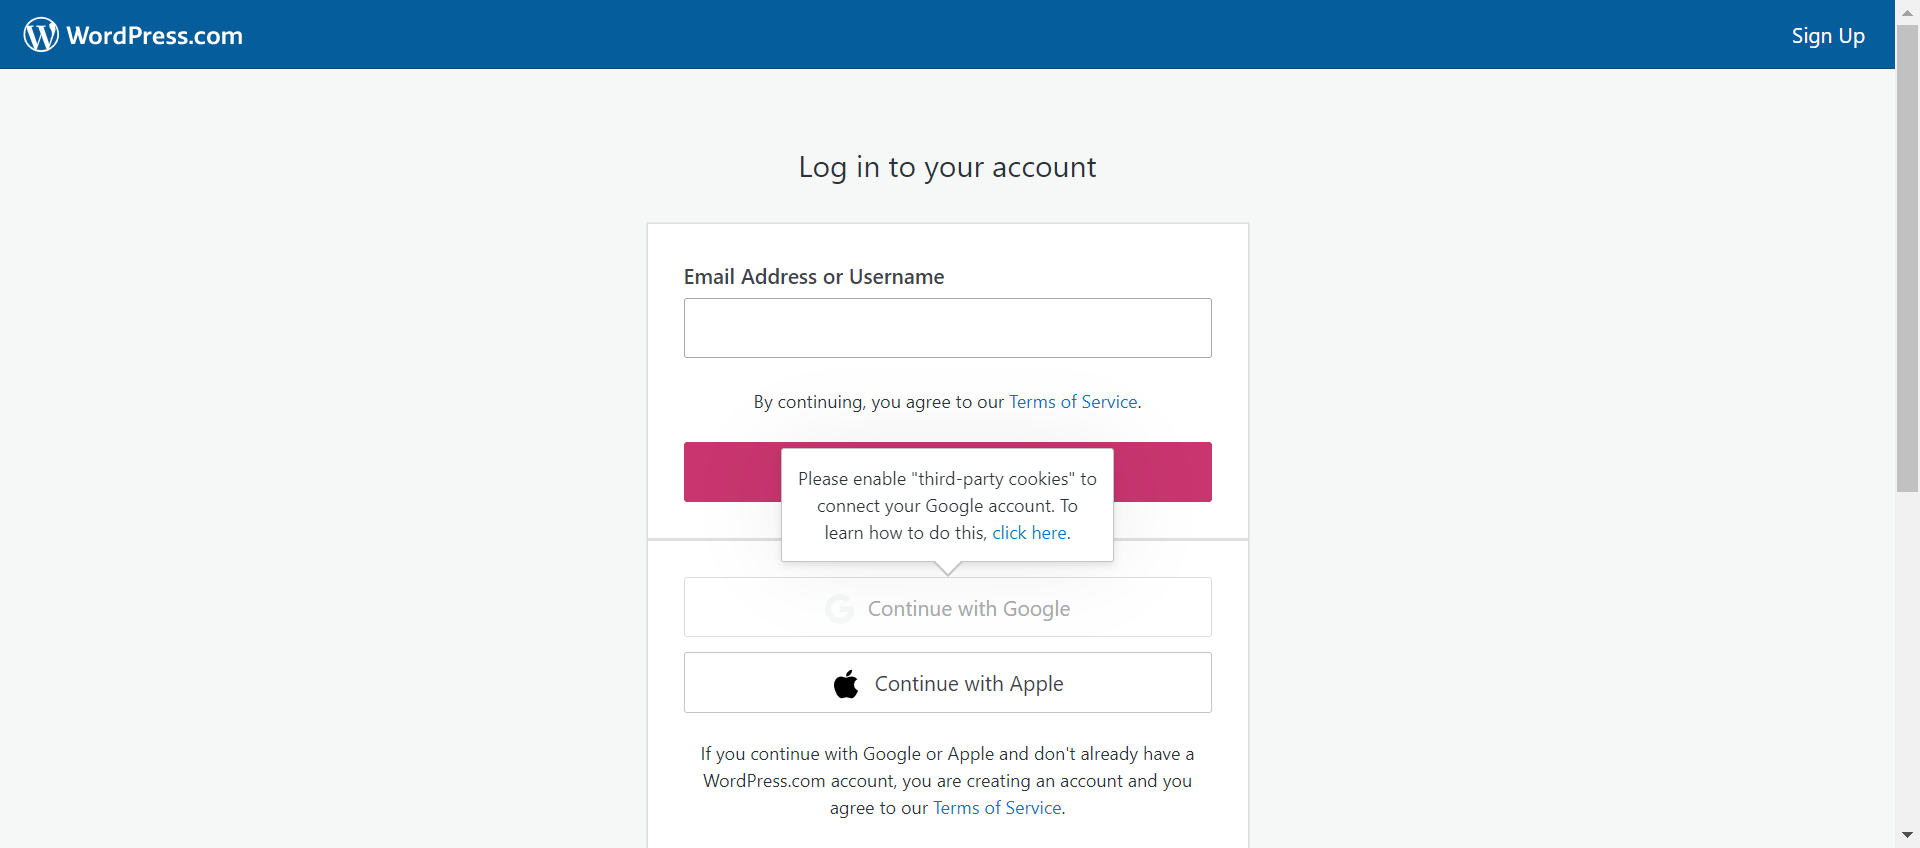 WordPress.com
Sign Up
Log in to your account
Email Address or Username
By continuing, you agree to our Terms of Service.
Please enable "third-party cookies" to
connect your Google account. To
learn how to do this, click here.
Continue with Google
Continue with Apple
If you continue with Google or Apple and don't already have a
WordPress.com account, you are creating an account and you
agree to our Terms of Service.